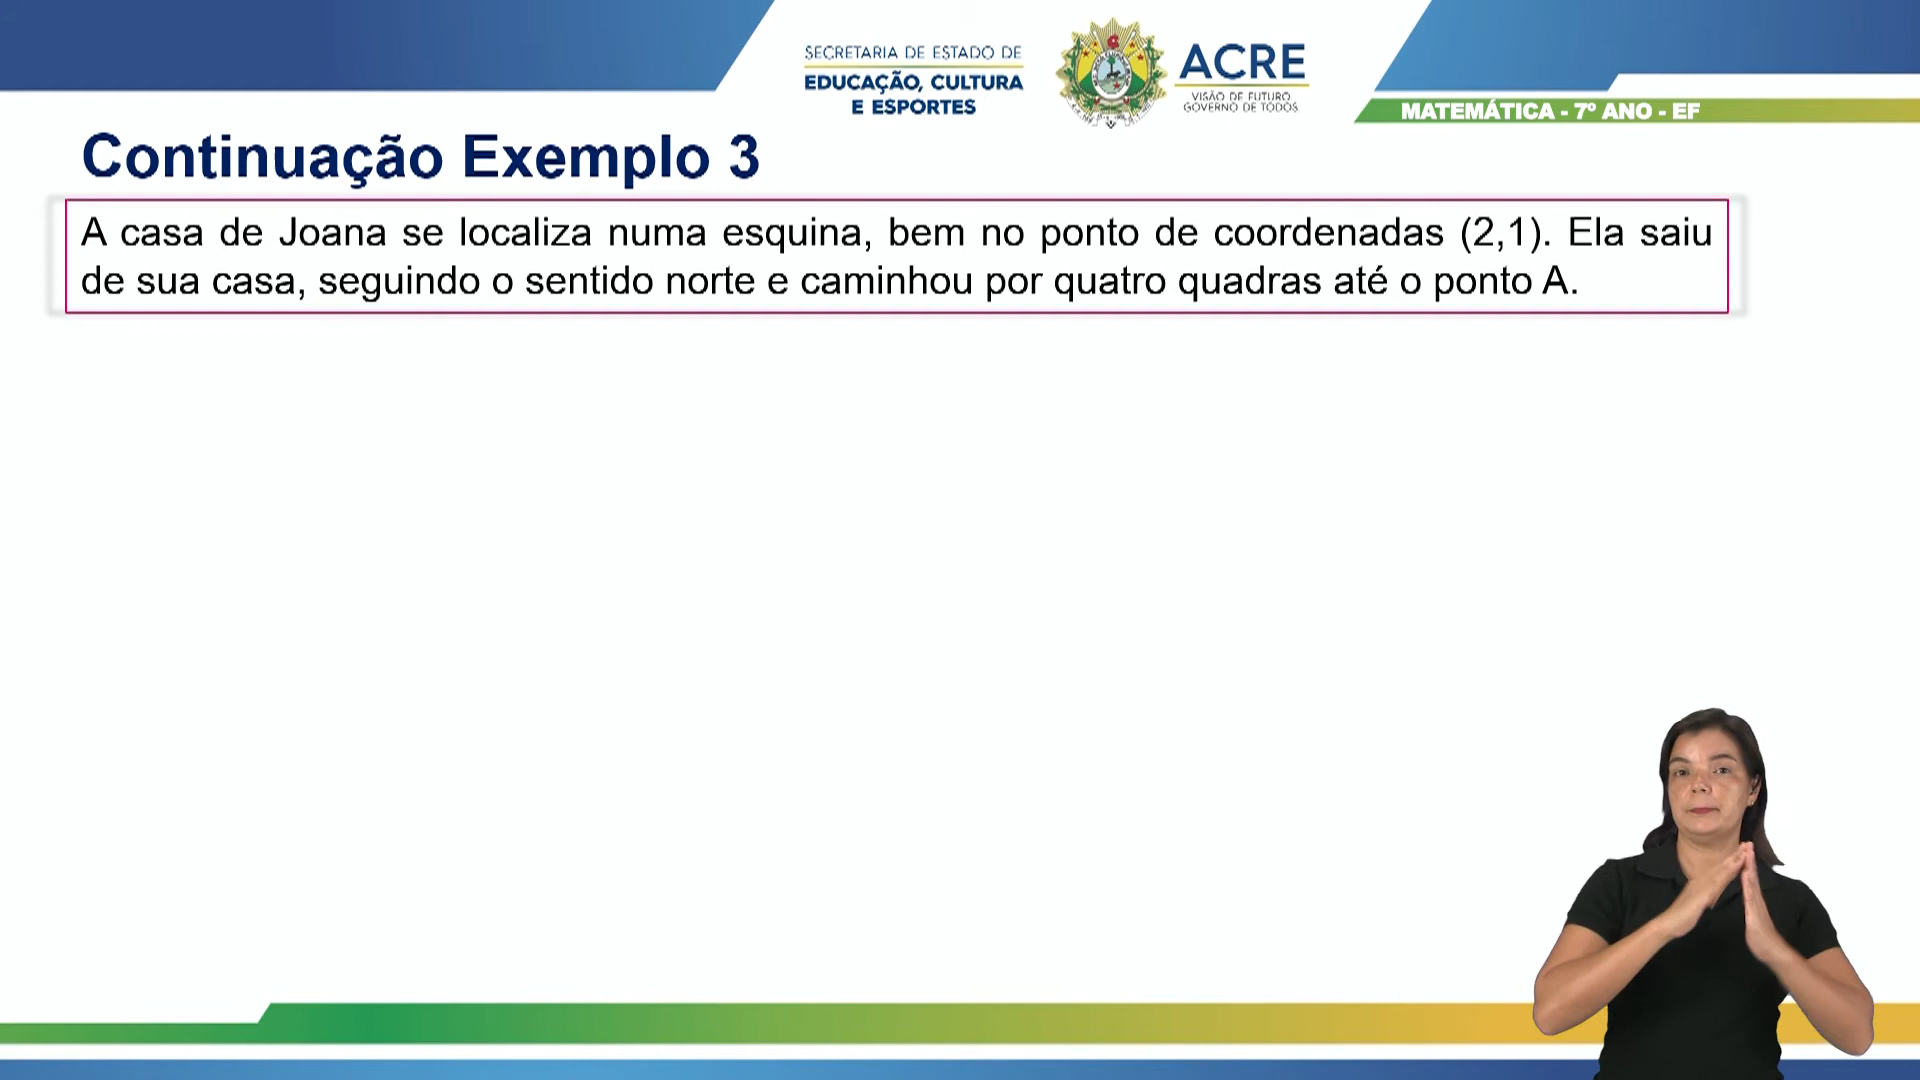 SECRETARIA DE ESTADO DE
EDUCAÇÃO, CULTURA
E ESPORTES
ACRE
VISÃO DE FUTURO
GOVERNO DE TODOS
MATEMÁTICA - 7º ANO - EF
Continuação Exemplo 3
A casa de Joana se localiza numa esquina, bem no ponto de coordenadas (2,1). Ela saiu
de sua casa, seguindo o sentido norte e caminhou por quatro quadras até o ponto A.